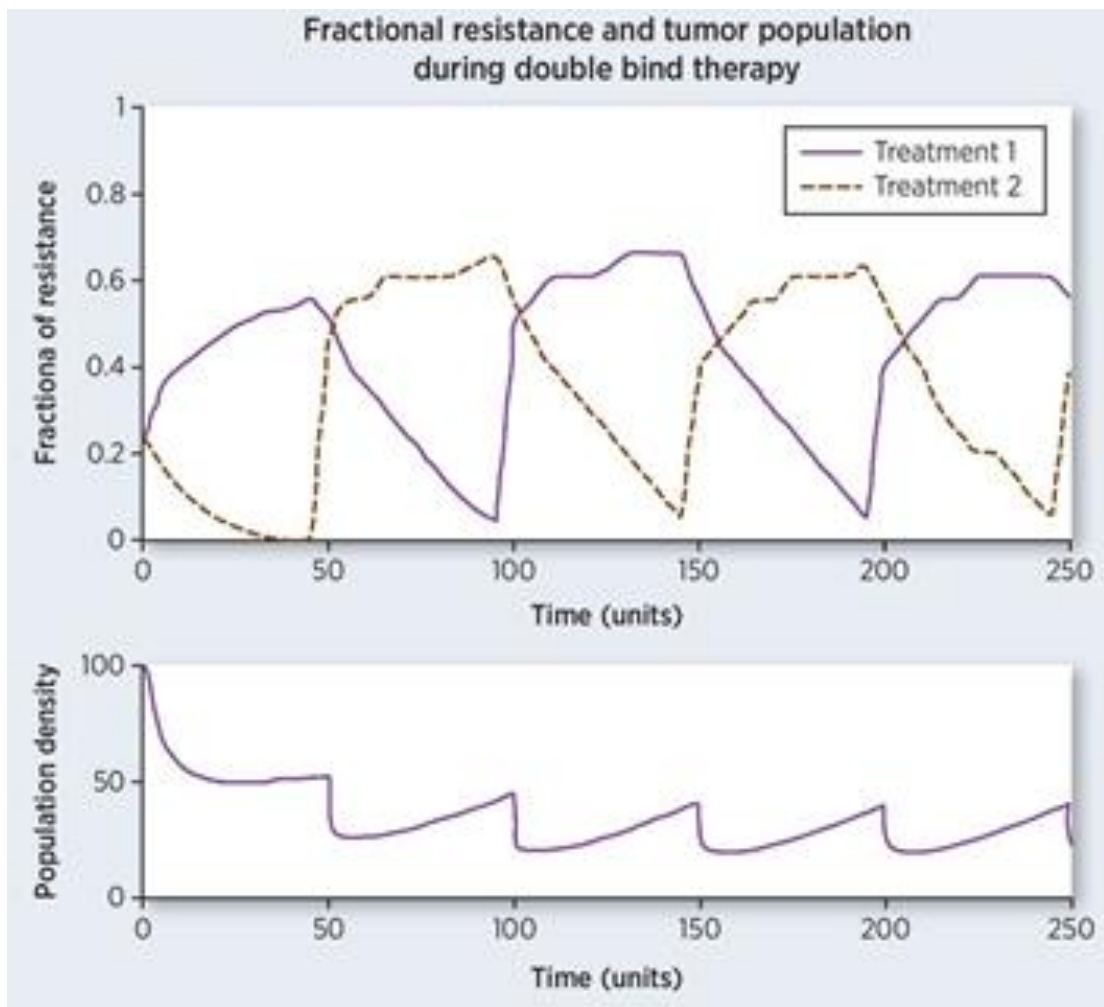 Fractional resistance and tumor population
during double bind therapy
Fractiona of resistance
1
0.8
0.6
0.4
0.2
0
Treatment 1
Treatment 2
0 50 100 150 200 250
Time (units)
Population density
100
50
0
0 50 100 150 200 250
Time (units)